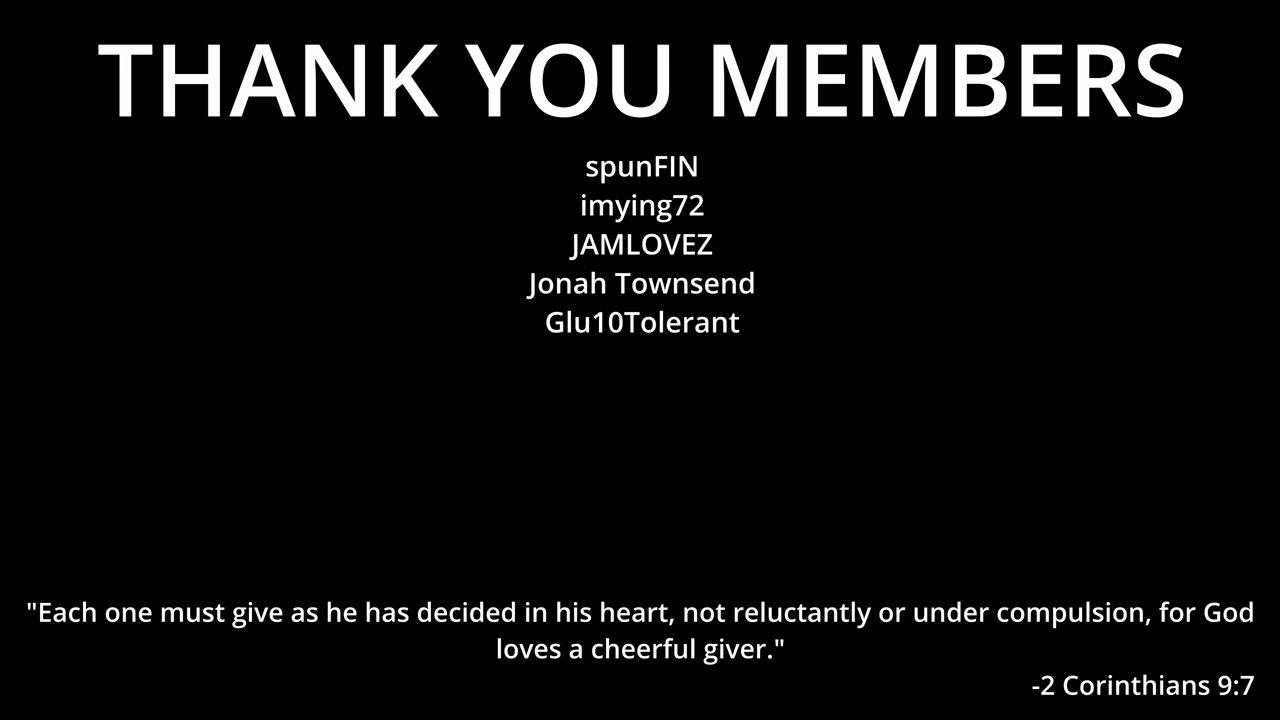 THANK YOU MEMBERS
spunFIN
imying72
JAMLOVEZ
Jonah Townsend
Glu10Tolerant
"Each one must give as he has decided in his heart, not reluctantly or under compulsion, for God
loves a cheerful giver."
-2 Corinthians 9:7